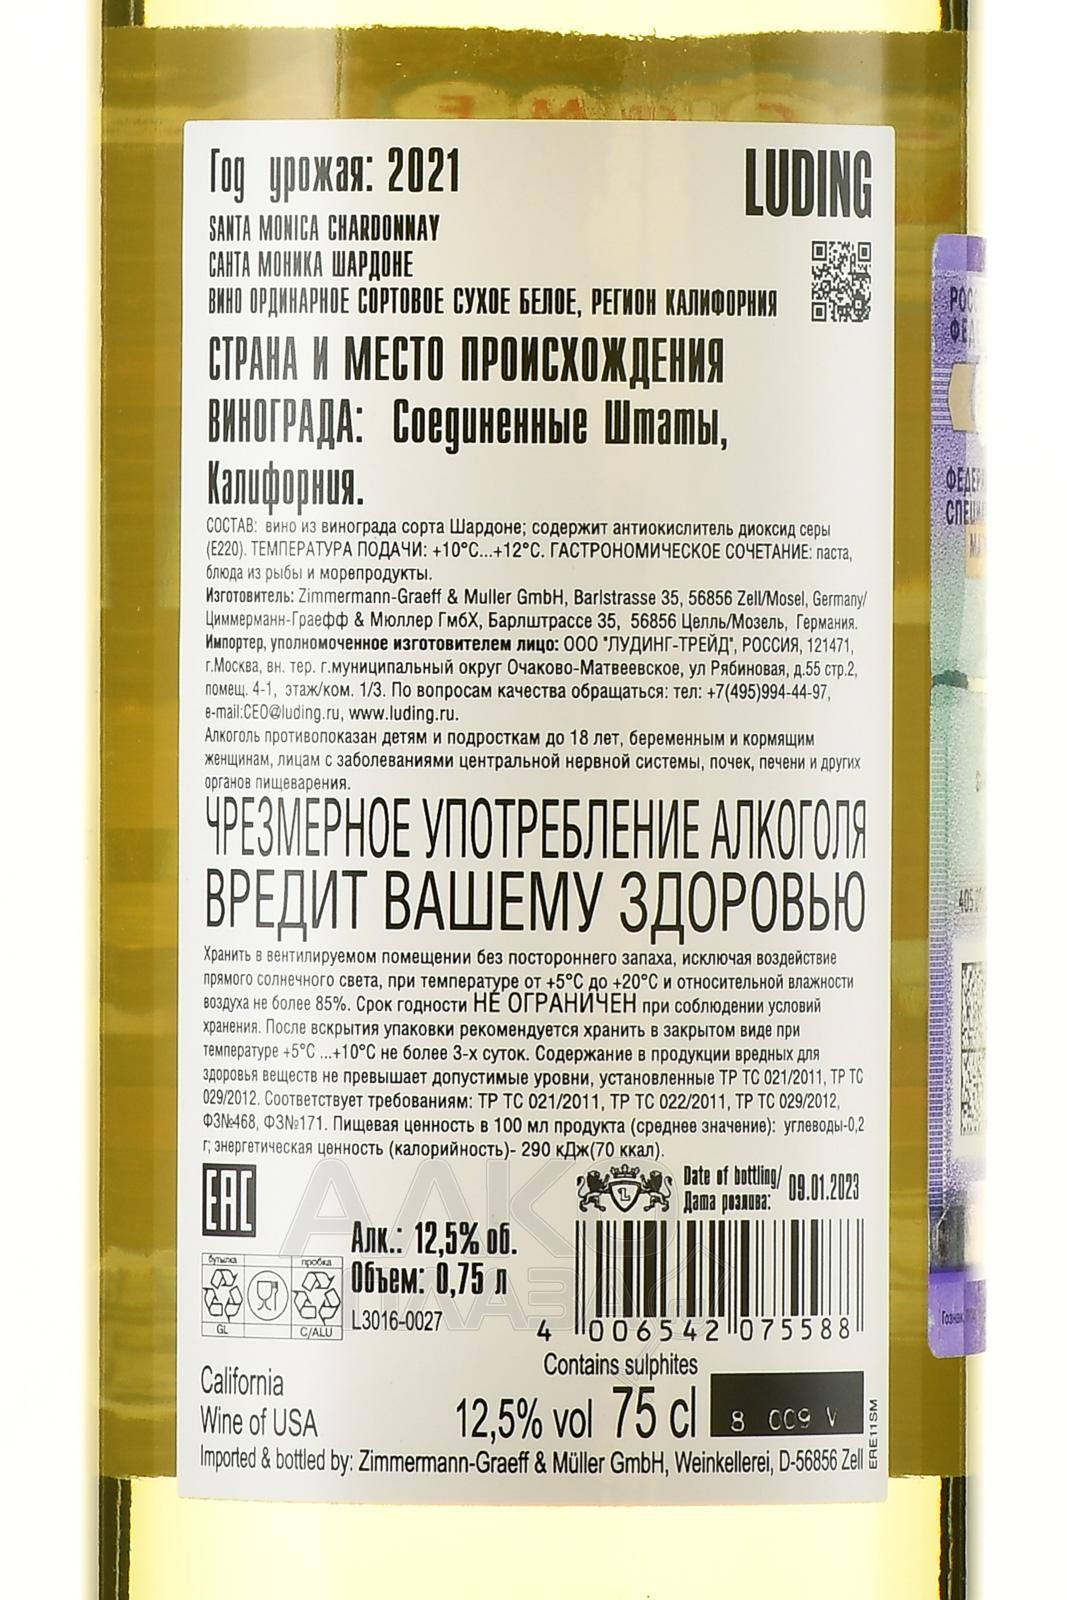 Год урожая: 2021
LUDING
SANTA MONICA CHARDONNAY
САНТА МОНИКА ШАРДОНЕ
ВИНО ОРДИНАРНОЕ СОРТОВОЕ СУХОЕ БЕЛОЕ, РЕГИОН КАЛИФОРНИЯ
СТРАНА И МЕСТО ПРОИСХОЖДЕНИЯ
ВИНОГРАДА: Соединенные Штаты,
Калифорния.
СОСТАВ: вино из винограда сорта Шардоне; содержит антиокислитель диоксид серы
(E220). ТЕМПЕРАТУРА ПОДАЧИ: +10°С...+12°С. ГАСТРОНОМИЧЕСКОЕ СОЧЕТАНИЕ: паста,
блюда из рыбы и морепродукты.
Изготовитель: Zimmermann-Graeff & Muller GmbH, Barlstrasse 35, 56856 Zell/Mosel, Germany/
Циммерманн-Граефф & Мюллер ГмбХ, Барлштрассе 35, 56856 Целль/Мозель, Германия.
Импортер, уполномоченное изготовителем лицо: ООО "ЛУДИНГ-ТРЕЙД", РОССИЯ, 121471,
г.Москва, вн. тер. г.муниципальный округ Очаково-Матвеевское, ул Рябиновая, д.55 стр.2,
помещ. 4-1, этаж/ком. 1/3. По вопросам качества обращаться: тел: +7(495)994-44-97,
e-mail:CEO@luding.ru, www.luding.ru.
Алкоголь противопоказан детям и подросткам до 18 лет, беременным и кормящим
женщинам, лицам с заболеваниями центральной нервной системы, почек, печени и других
органов пищеварения.
ЧРЕЗМЕРНОЕ УПОТРЕБЛЕНИЕ АЛКОГОЛЯ
ВРЕДИТ ВАШЕМУ ЗДОРОВЬЮ
Хранить в вентилируемом помещении без постороннего запаха, исключая воздействие
прямого солнечного света, при температуре от +5°С до +20°С и относительной влажности
воздуха не более 85%. Срок годности НЕ ОГРАНИЧЕН при соблюдении условий
хранения. После вскрытия упаковки рекомендуется хранить в закрытом виде при
температуре +5°С ...+10°С не более 3-х суток. Содержание в продукции вредных для
здоровья веществ не превышает допустимые уровни, установленные ТР ТС 021/2011, ТР ТС
029/2012. Соответствует требованиям: ТР ТС 021/2011, ТР ТС 022/2011, ТР ТС 029/2012,
ФЗ№468, ФЗ№171. Пищевая ценность в 100 мл продукта (среднее значение): углеводы-0,2
г; энергетическая ценность (калорийность)- 290 кДж(70 ккал).
EAC
Date of bottling/
Дата розлива: 09.01.2023
Алк.: 12,5% об.
Объем: 0,75 л
L3016-0027
бутылка пробка
GL C/ALU
4 006542 075588
Contains sulphites
California
Wine of USA
12,5% vol 75 cl
8 009 V
ERE11SM
Imported & bottled by: Zimmermann-Graeff & Müller GmbH, Weinkellerei, D-56856 Zell